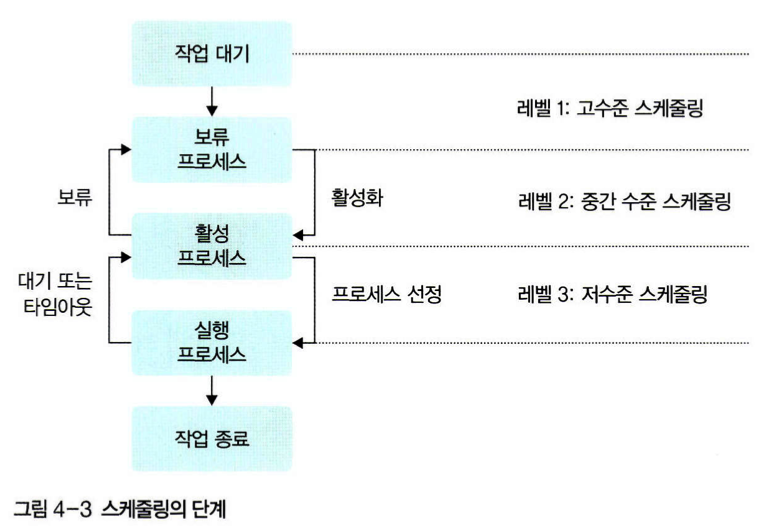 작업 대기
레벨 1: 고수준 스케줄링
보류
프로세스
보류
활성화
레벨 2: 중간 수준 스케줄링
활성
프로세스
대기 또는
타임아웃
프로세스 선정
레벨 3: 저수준 스케줄링
실행
프로세스
작업 종료
그림 4-3 스케줄링의 단계